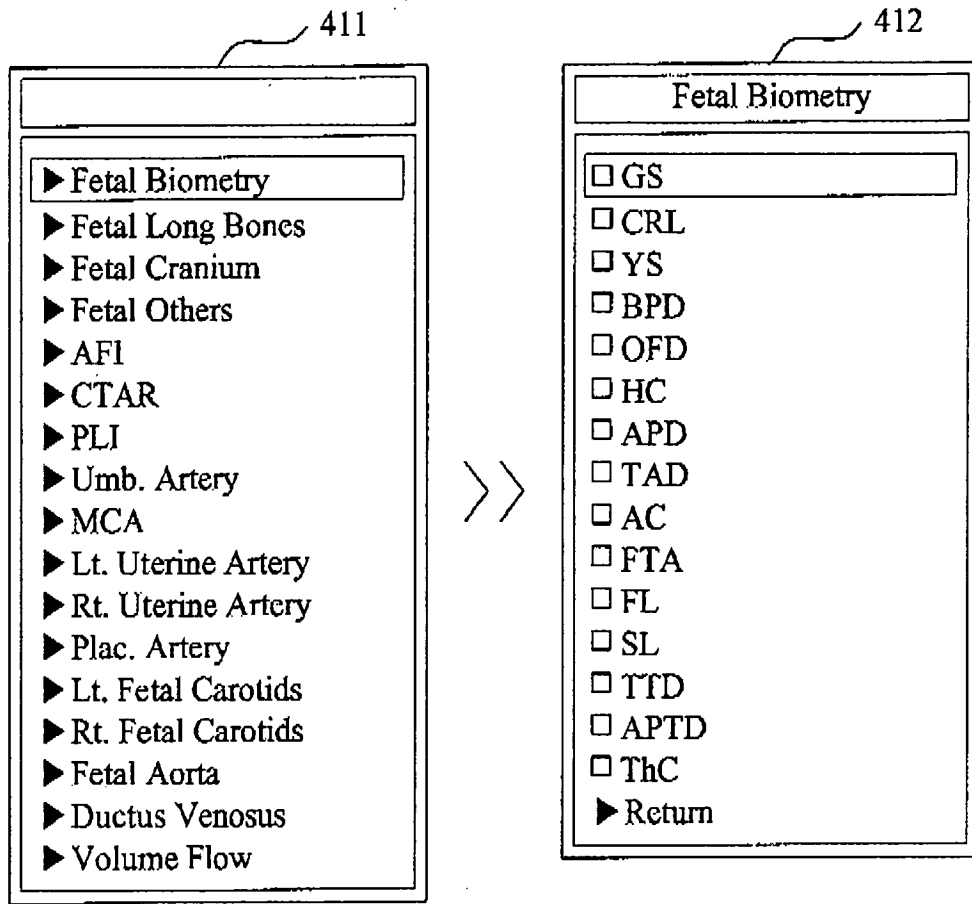 411
▶Fetal Biometry
▶Fetal Long Bones
▶Fetal Cranium
▶Fetal Others
▶AFI
▶CTAR
▶PLI
▶Umb. Artery
▶MCA
▶Lt. Uterine Artery
▶Rt. Uterine Artery
▶Plac. Artery
▶Lt. Fetal Carotids
▶Rt. Fetal Carotids
▶Fetal Aorta
▶Ductus Venosus
▶Volume Flow
412
Fetal Biometry
□ GS
□ CRL
□ YS
□ BPD
□ OFD
□ HC
□ APD
□ TAD
□ AC
□ FTA
□ FL
□ SL
□ TTD
□ APTD
□ ThC
▶Return